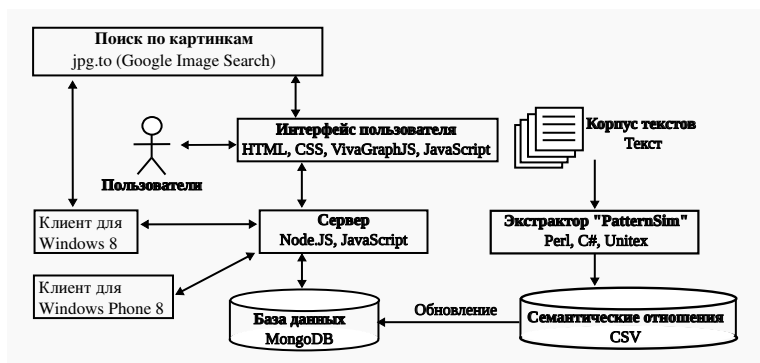 Поиск по картинкам
jpg.to (Google Image Search)
Интерфейс пользователя
HTML, CSS, VivaGraphJS, JavaScript
Корпус текстов
Текст
Пользователи
Клиент для
Windows 8
Сервер
Node.JS, JavaScript
Экстрактор "PatternSim"
Perl, C#, Unitex
Клиент для
Windows Phone 8
База данных
MongoDB
Обновление
Семантические отношения
CSV